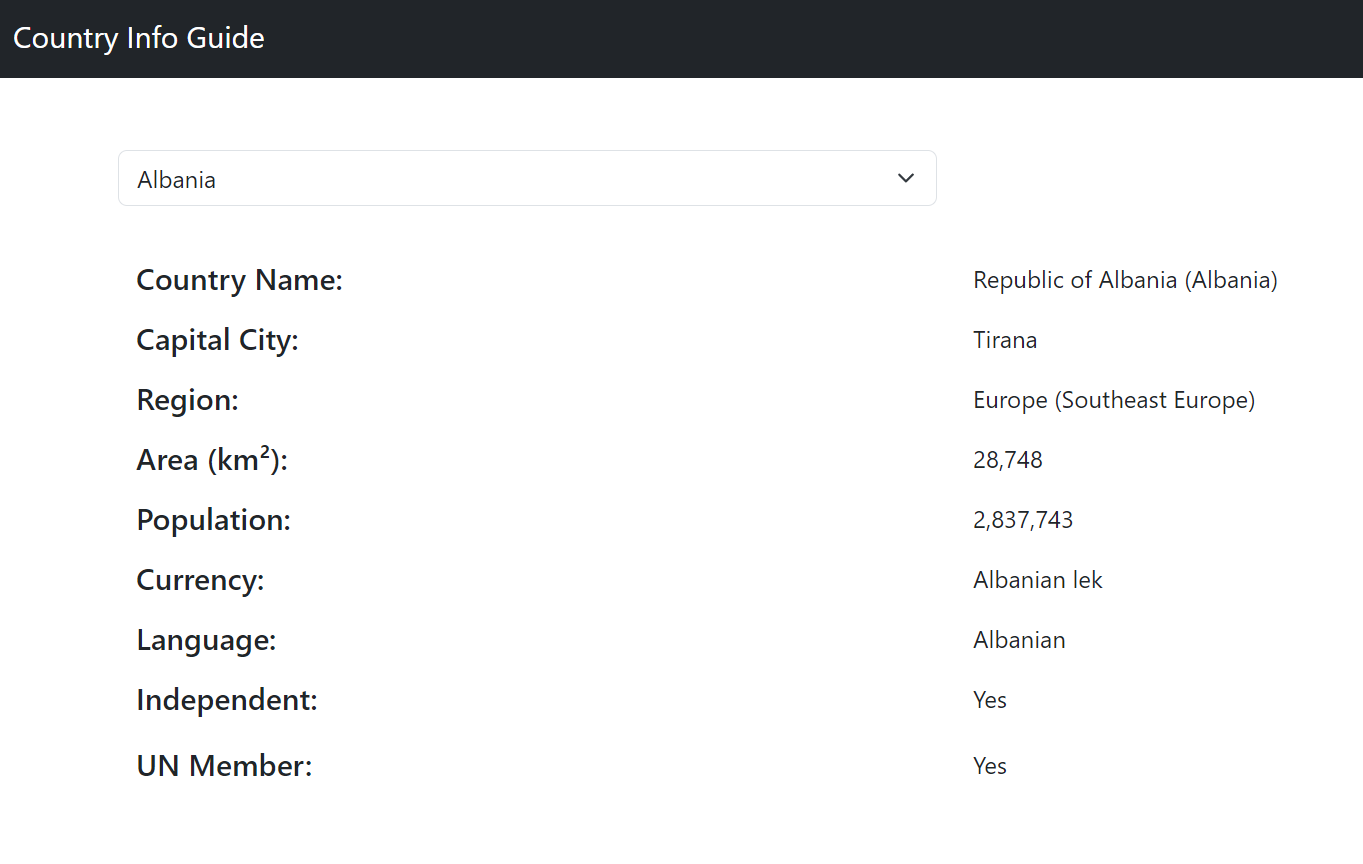 Country Info Guide
Albania
Country Name: Republic of Albania (Albania)
Capital City: Tirana
Region: Europe (Southeast Europe)
Area (km²): 28,748
Population: 2,837,743
Currency: Albanian lek
Language: Albanian
Independent: Yes
UN Member: Yes